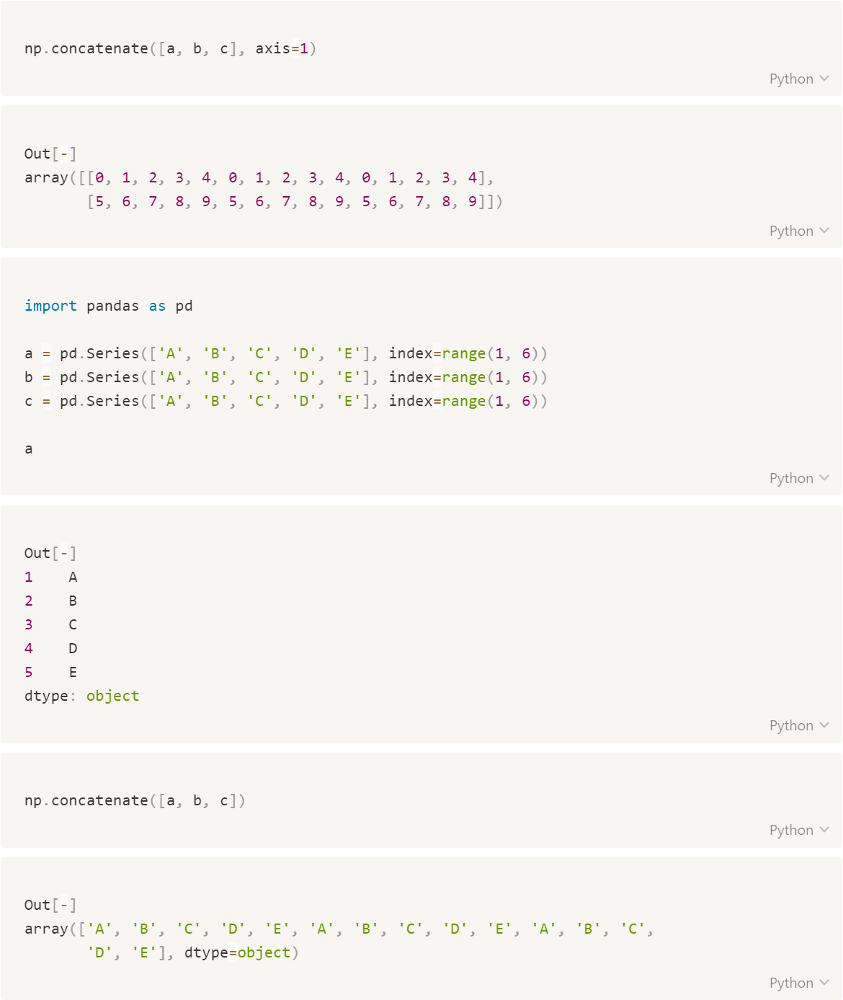 np.concatenate([a, b, c], axis=1)
Python
Out[-]
array([[0, 1, 2, 3, 4, 0, 1, 2, 3, 4, 0, 1, 2, 3, 4],
       [5, 6, 7, 8, 9, 5, 6, 7, 8, 9, 5, 6, 7, 8, 9]])
Python
import pandas as pd
a = pd.Series(['A', 'B', 'C', 'D', 'E'], index=range(1, 6))
b = pd.Series(['A', 'B', 'C', 'D', 'E'], index=range(1, 6))
c = pd.Series(['A', 'B', 'C', 'D', 'E'], index=range(1, 6))
a
Python
Out[-]
1    A
2    B
3    C
4    D
5    E
dtype: object
Python
np.concatenate([a, b, c])
Python
Out[-]
array(['A', 'B', 'C', 'D', 'E', 'A', 'B', 'C', 'D', 'E', 'A', 'B', 'C',
       'D', 'E'], dtype=object)
Python